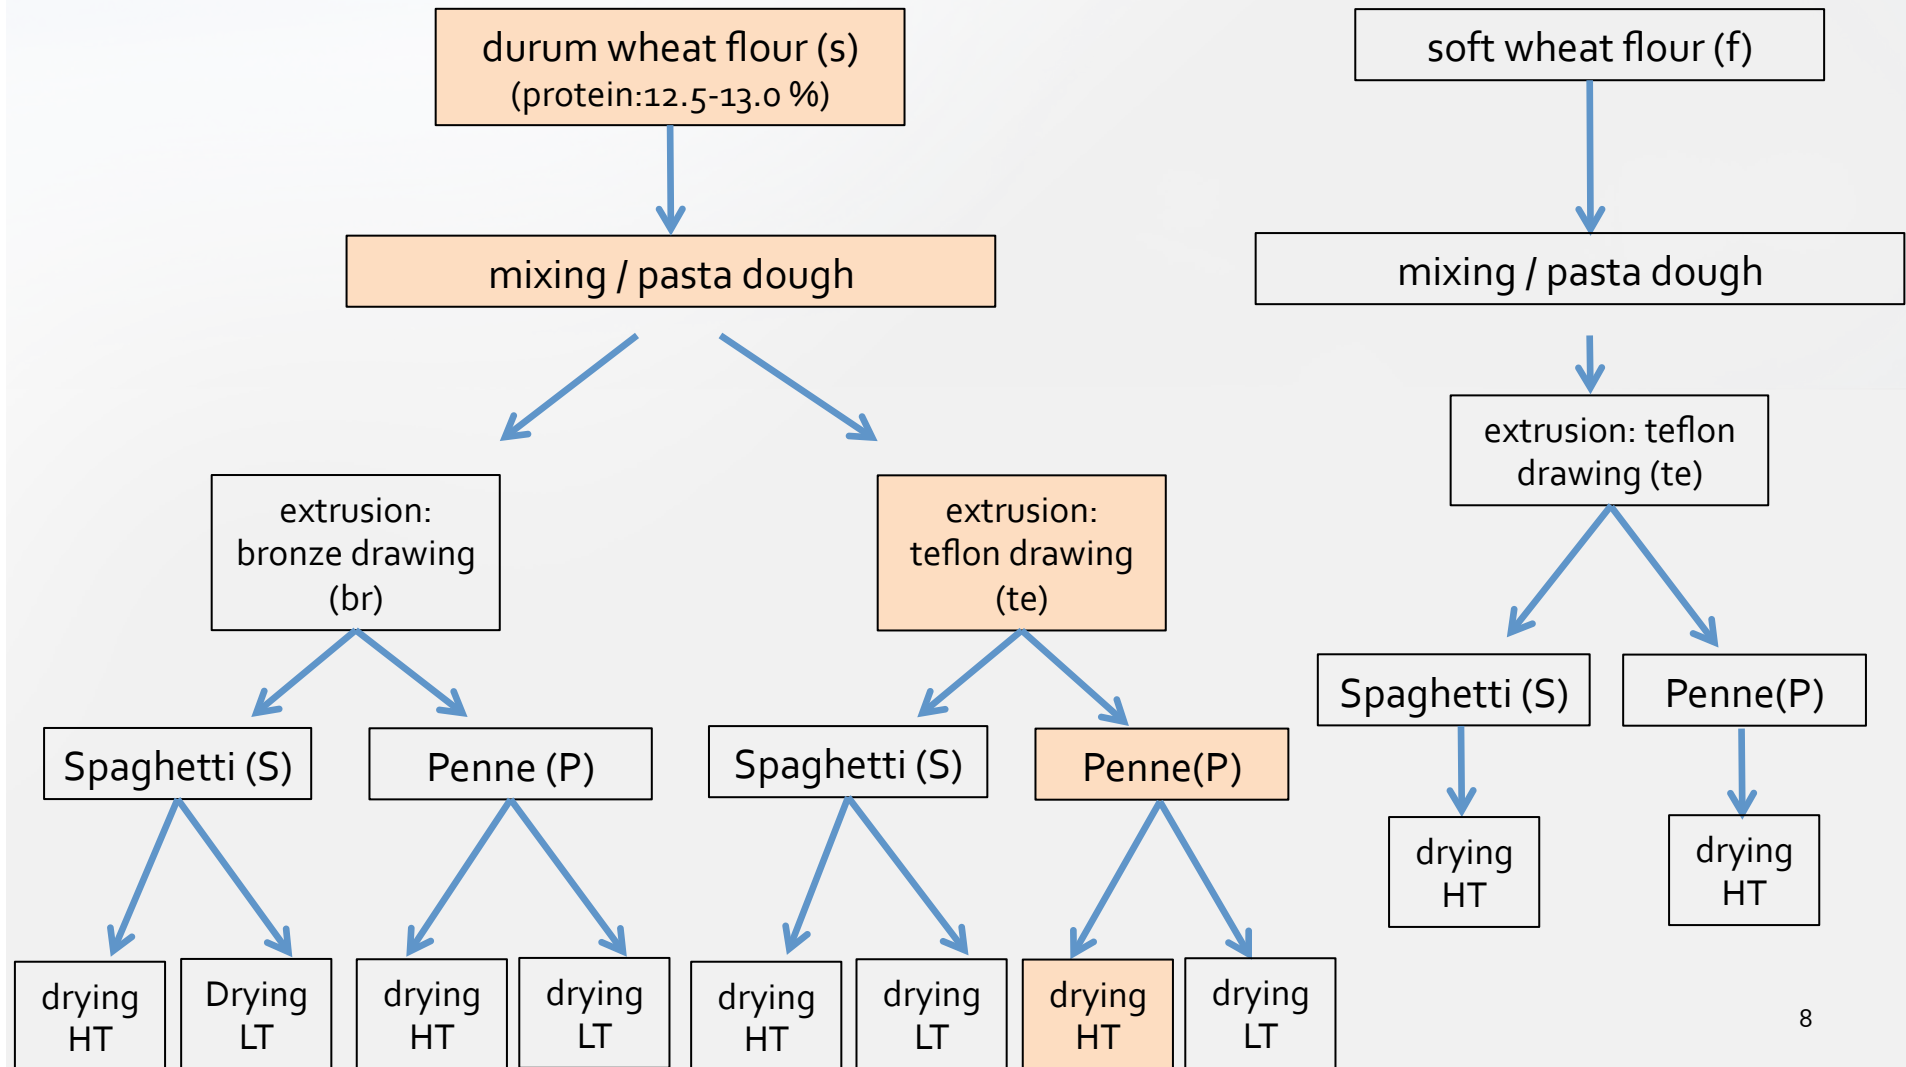 durum wheat flour (s)
(protein:12.5-13.0 %)
soft wheat flour (f)
mixing / pasta dough
mixing / pasta dough
extrusion: teflon
drawing (te)
extrusion:
bronze drawing
(br)
extrusion:
teflon drawing
(te)
Spaghetti (S)
Penne(P)
Spaghetti (S)
Penne (P)
Spaghetti (S)
Penne(P)
drying
HT
drying
HT
drying
HT
Drying
LT
drying
HT
drying
LT
drying
HT
drying
LT
drying
HT
drying
LT
8